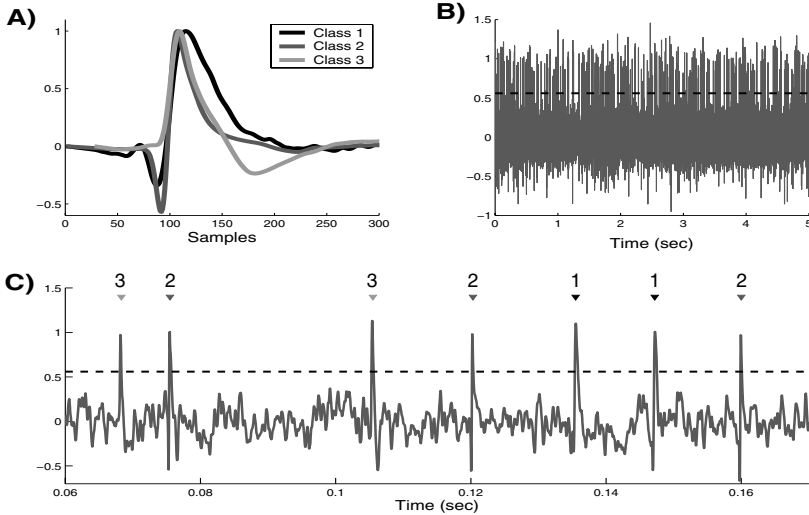 A)
1
0.5
0
−0.5
0 50 100 150 200 250 300
Samples
Class 1
Class 2
Class 3
B)
1.5
1
0.5
0
−0.5
−1
0 1 2 3 4 5
Time (sec)
C)
3 2 3 2 1 1 2
1.5
1
0.5
0
−0.5
0.06 0.08 0.1 0.12 0.14 0.16
Time (sec)